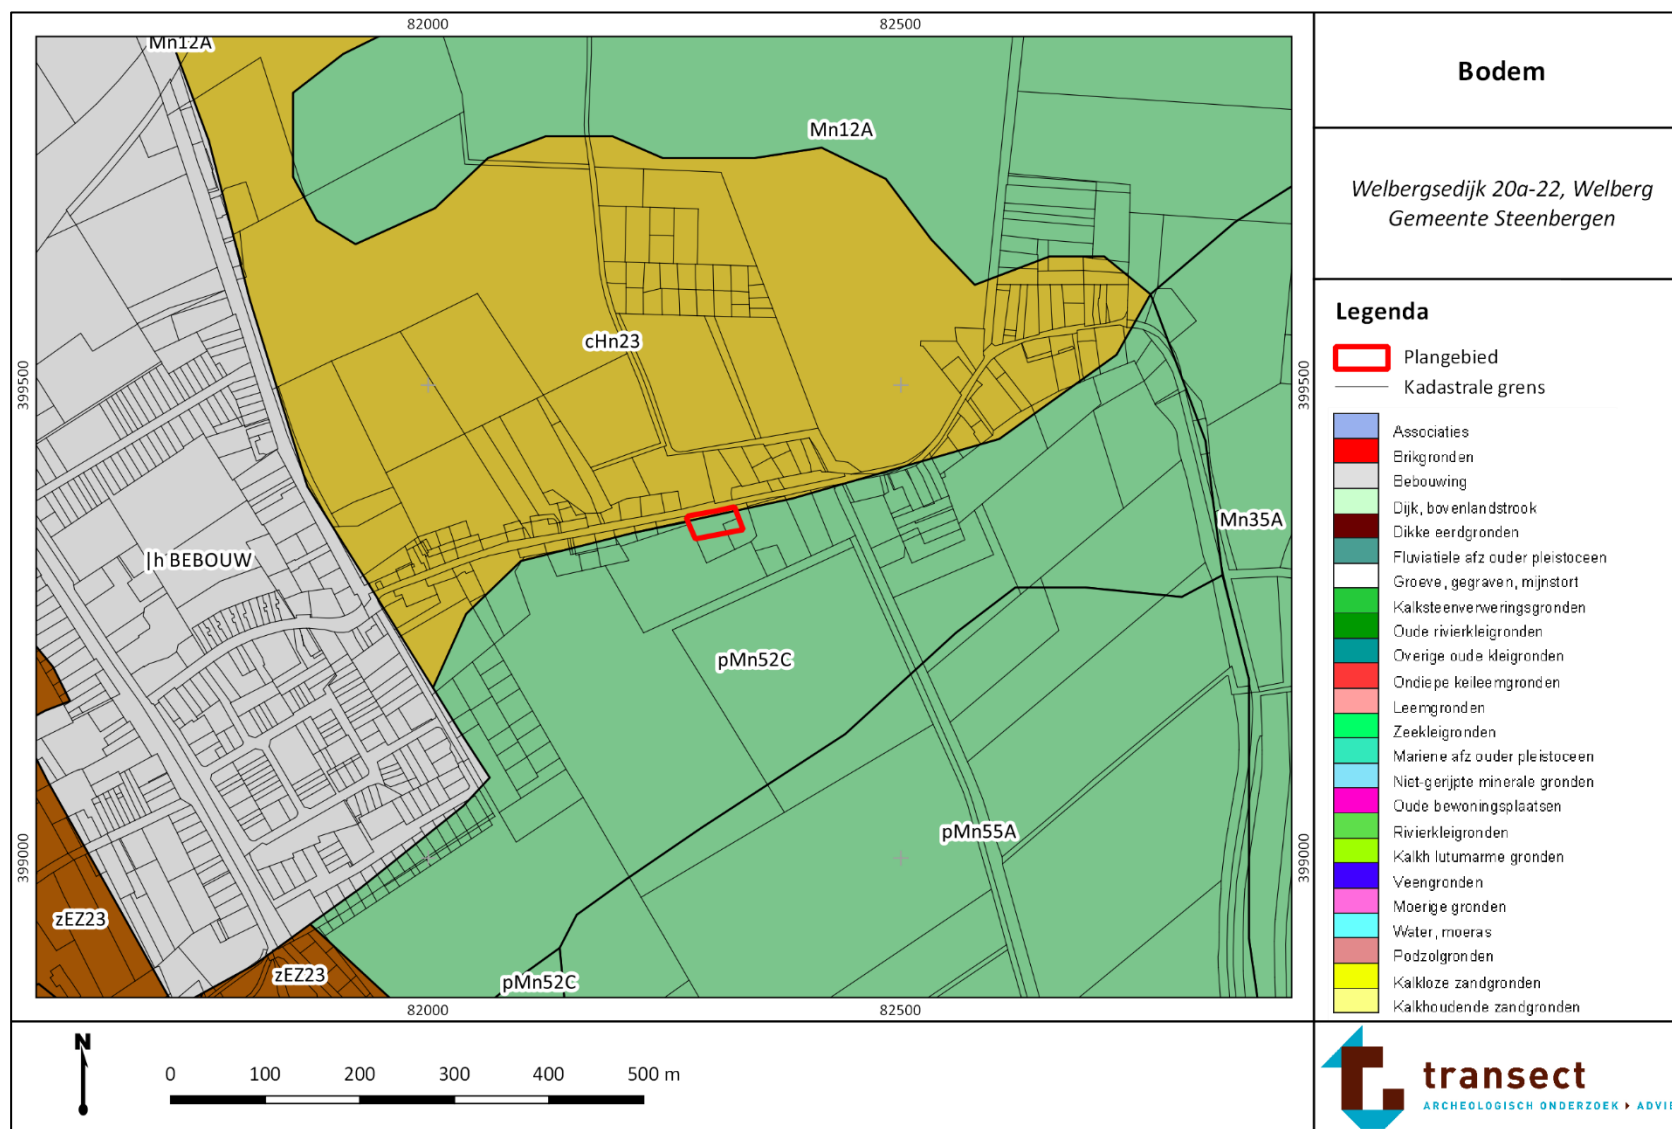 82000
82500
Mn12A
Mn12A
cHn23
399500
399500
Mn35A
|h BEBOUW
pMn52C
pMn55A
399000
399000
zEZ23
zEZ23
pMn52C
82000
82500
N
0 100 200 300 400 500 m
Bodem
Welbergsedijk 20a-22, Welberg
Gemeente Steenbergen
Legenda
Plangebied
Kadastrale grens
Associaties
Brikgronden
Bebouwing
Dijk, bovenlandstrook
Dikke eerdgronden
Fluviatiele afz ouder pleistoceen
Groeve, gegraven, mijnstort
Kalksteenverweringsgronden
Oude rivierkleigronden
Overige oude kleigronden
Ondiepe keileemgronden
Leemgronden
Zeekleigronden
Mariene afz ouder pleistoceen
Niet-gerijpte minerale gronden
Oude bewoningsplaatsen
Rivierkleigronden
Kalkh lutumarme gronden
Veengronden
Moerige gronden
Water, moeras
Podzolgronden
Kalkloze zandgronden
Kalkhoudende zandgronden
transect
ARCHEOLOGISCH ONDERZOEK ▸ ADVIE